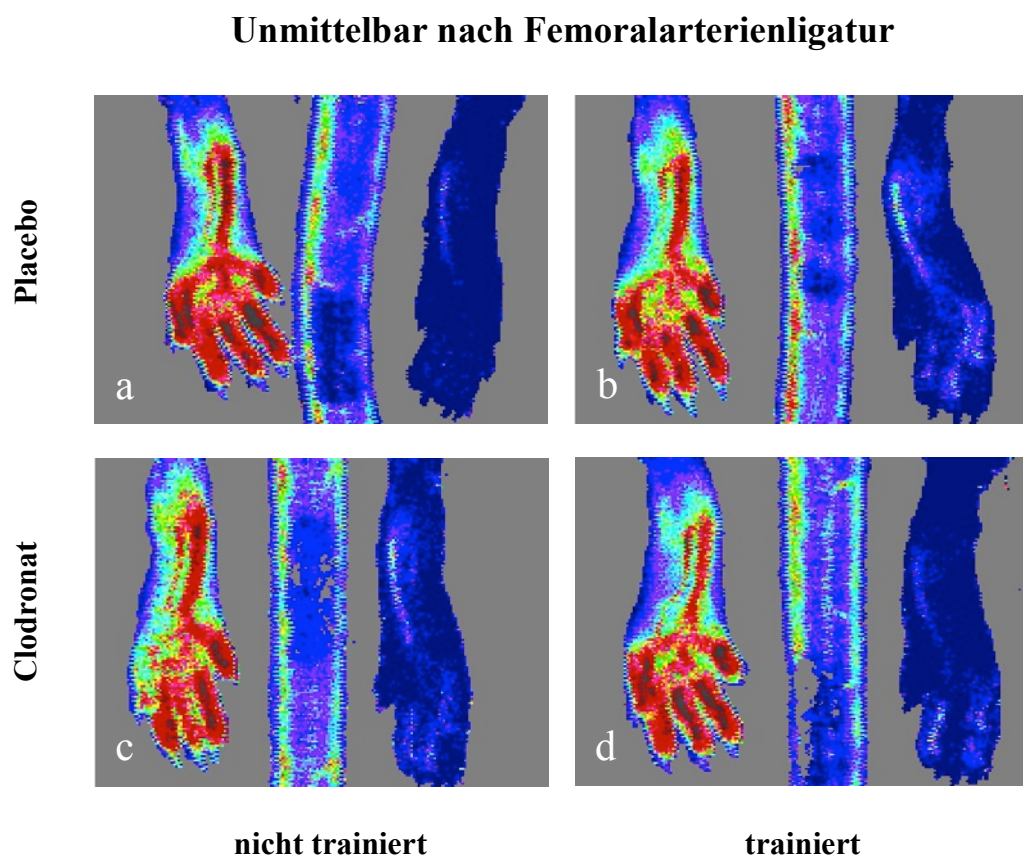 Unmittelbar nach Femoralarterienligatur
Placebo
a
b
Clodronat
c
d
nicht trainiert
trainiert